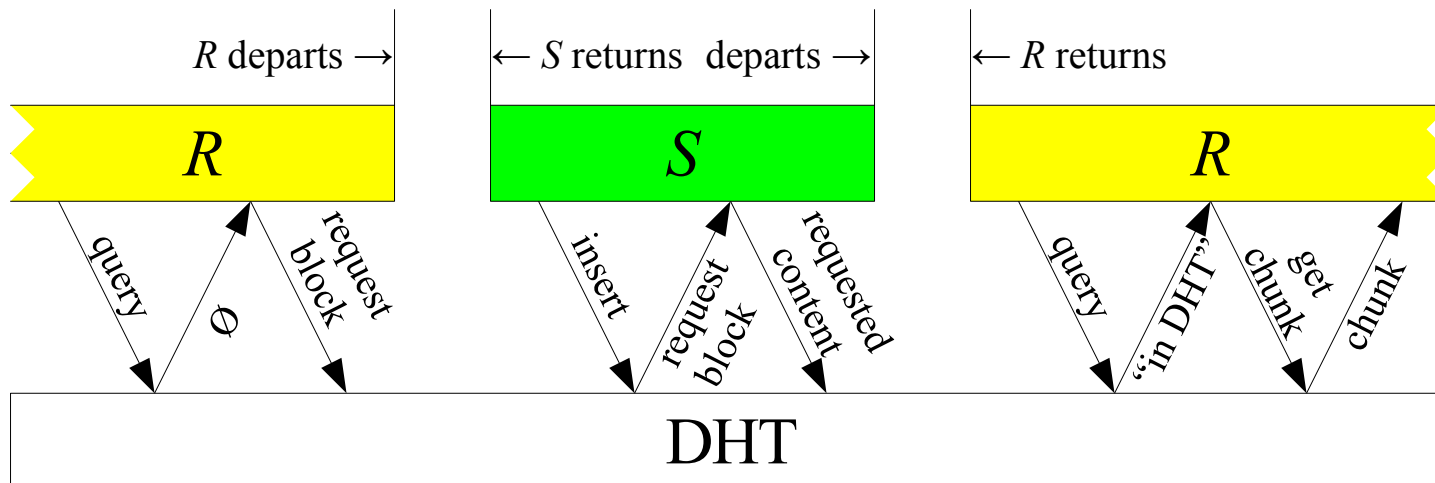 R departs →
← S returns departs →
← R returns
R
S
R
query
Ø
request
block
insert
request
block
requested
content
query
“in DHT”
get
chunk
chunk
DHT